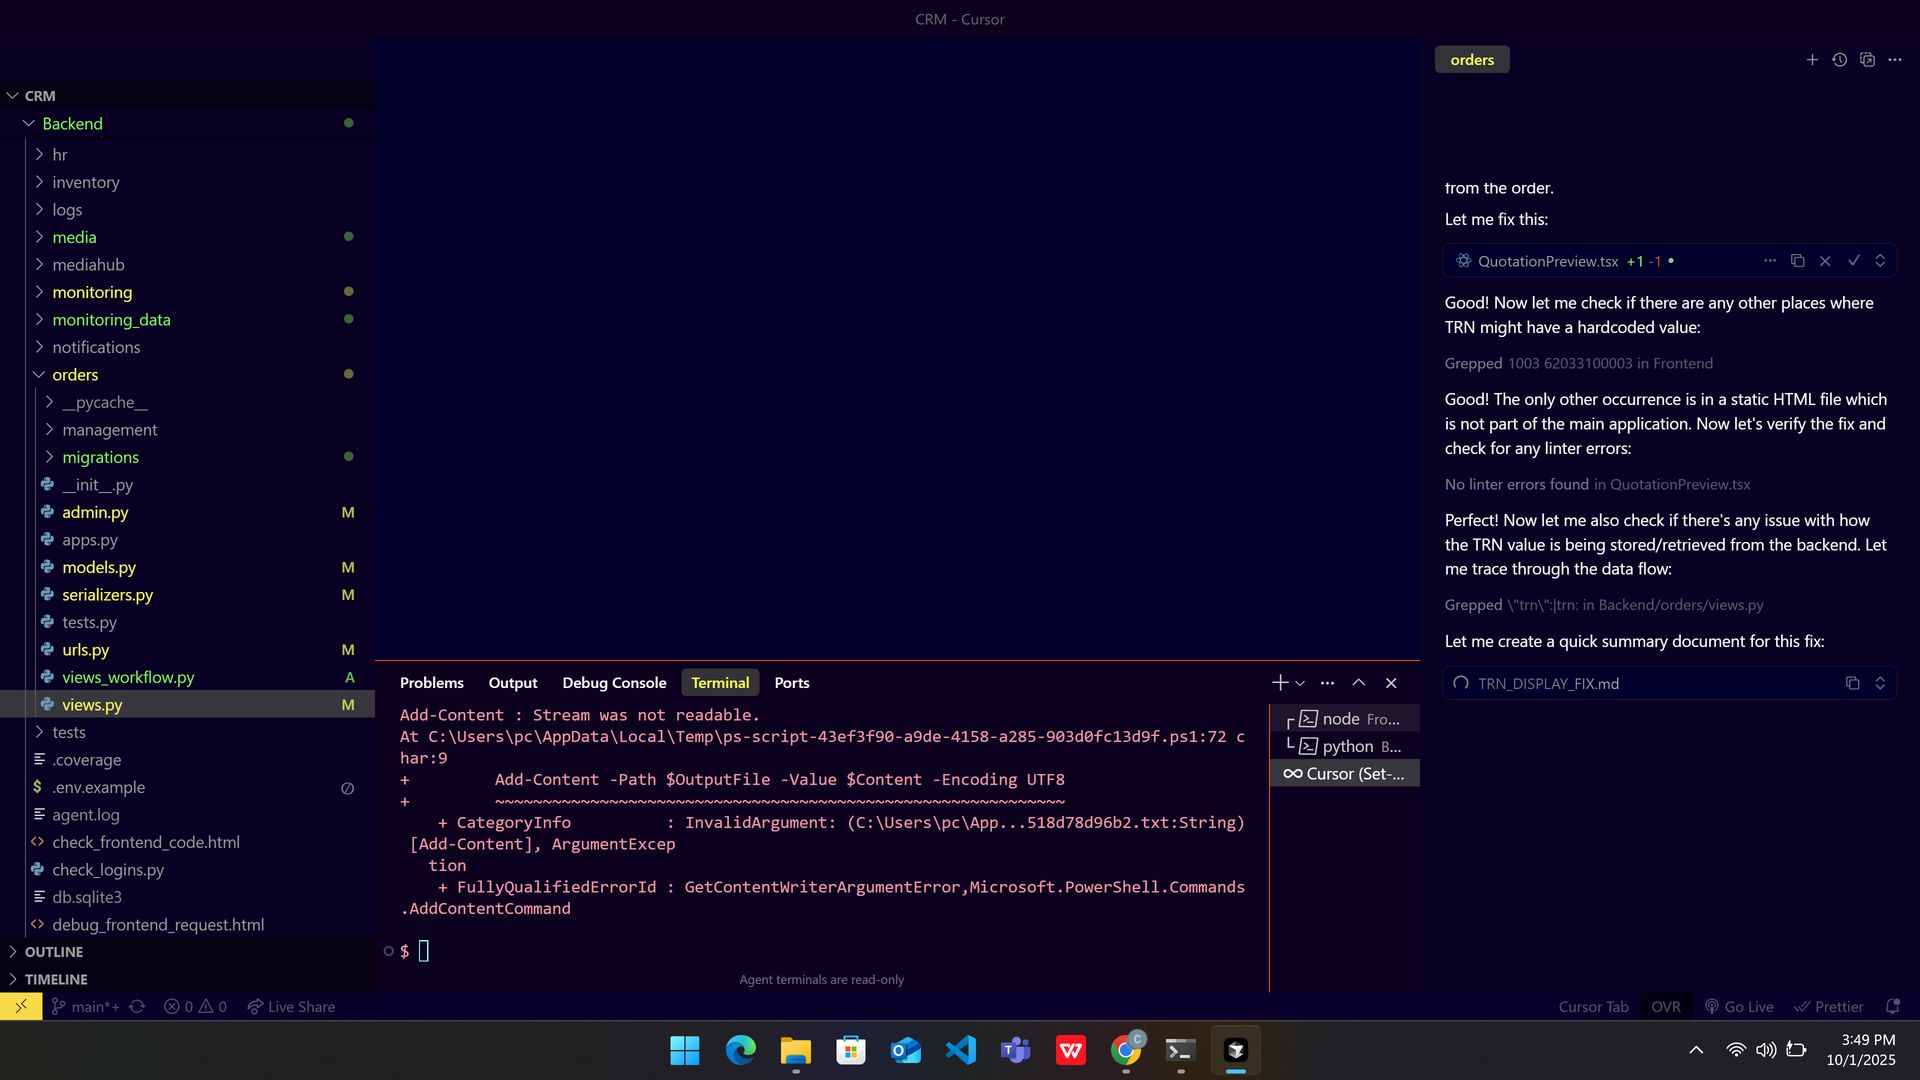 CRM - Cursor
CRM
Backend
hr
inventory
logs
media
mediahub
monitoring
monitoring_data
notifications
orders
__pycache__
management
migrations
__init__.py
admin.py M
apps.py
models.py M
serializers.py M
tests.py
urls.py M
views_workflow.py A
views.py M
tests
.coverage
$ .env.example
agent.log
check_frontend_code.html
check_logins.py
db.sqlite3
debug_frontend_request.html
OUTLINE
TIMELINE
Problems Output Debug Console Terminal Ports
Add-Content : Stream was not readable.
At C:\Users\pc\AppData\Local\Temp\ps-script-43ef3f90-a9de-4158-a285-903d0fc13d9f.ps1:72 c
har:9
+         Add-Content -Path $OutputFile -Value $Content -Encoding UTF8
+         ~~~~~~~~~~~~~~~~~~~~~~~~~~~~~~~~~~~~~~~~~~~~~~~~~~~~~~~~~~~~
    + CategoryInfo          : InvalidArgument: (C:\Users\pc\App...518d78d96b2.txt:String)
 [Add-Content], ArgumentExcep
   tion
    + FullyQualifiedErrorId : GetContentWriterArgumentError,Microsoft.PowerShell.Commands
.AddContentCommand
$
Agent terminals are read-only
node Fro...
python B...
Cursor (Set-...
orders
from the order.
Let me fix this:
QuotationPreview.tsx +1 -1 •
Good! Now let me check if there are any other places where
TRN might have a hardcoded value:
Grepped 1003 62033100003 in Frontend
Good! The only other occurrence is in a static HTML file which
is not part of the main application. Now let's verify the fix and
check for any linter errors:
No linter errors found in QuotationPreview.tsx
Perfect! Now let me also check if there's any issue with how
the TRN value is being stored/retrieved from the backend. Let
me trace through the data flow:
Grepped \"trn\":|trn: in Backend/orders/views.py
Let me create a quick summary document for this fix:
TRN_DISPLAY_FIX.md
main*+ 0 0 Live Share
Cursor Tab OVR Go Live Prettier
C
3:49 PM
10/1/2025